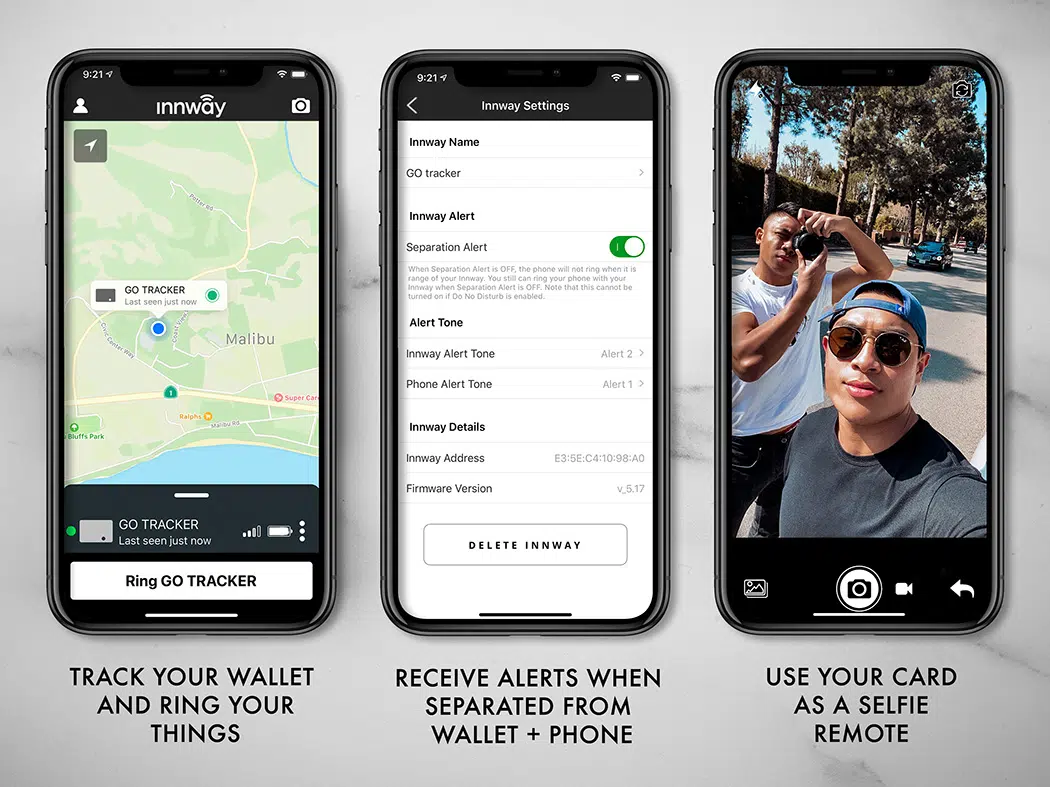 9:21
innway
Potter Rd
GO TRACKER
Last seen just now
Coast View
Civic Center Way
Malibu
1
Super Car
Ralphs
Malibu Rd
Bluffs Park
GO TRACKER
Last seen just now
Ring GO TRACKER
TRACK YOUR WALLET
AND RING YOUR
THINGS
9:21
Innway Settings
Innway Name
GO tracker
Innway Alert
Separation Alert
When Separation Alert is OFF, the phone will not ring when it is
range of your Innway. You still can ring your phone with your
Innway when Separation Alert is OFF. Note that this cannot be
turned on if Do No Disturb is enabled.
Alert Tone
Innway Alert Tone Alert 2
Phone Alert Tone Alert 1
Innway Details
Innway Address E3:5E:C4:10:98:A0
Firmware Version v_5.17
DELETE INNWAY
RECEIVE ALERTS WHEN
SEPARATED FROM
WALLET + PHONE
USE YOUR CARD
AS A SELFIE
REMOTE